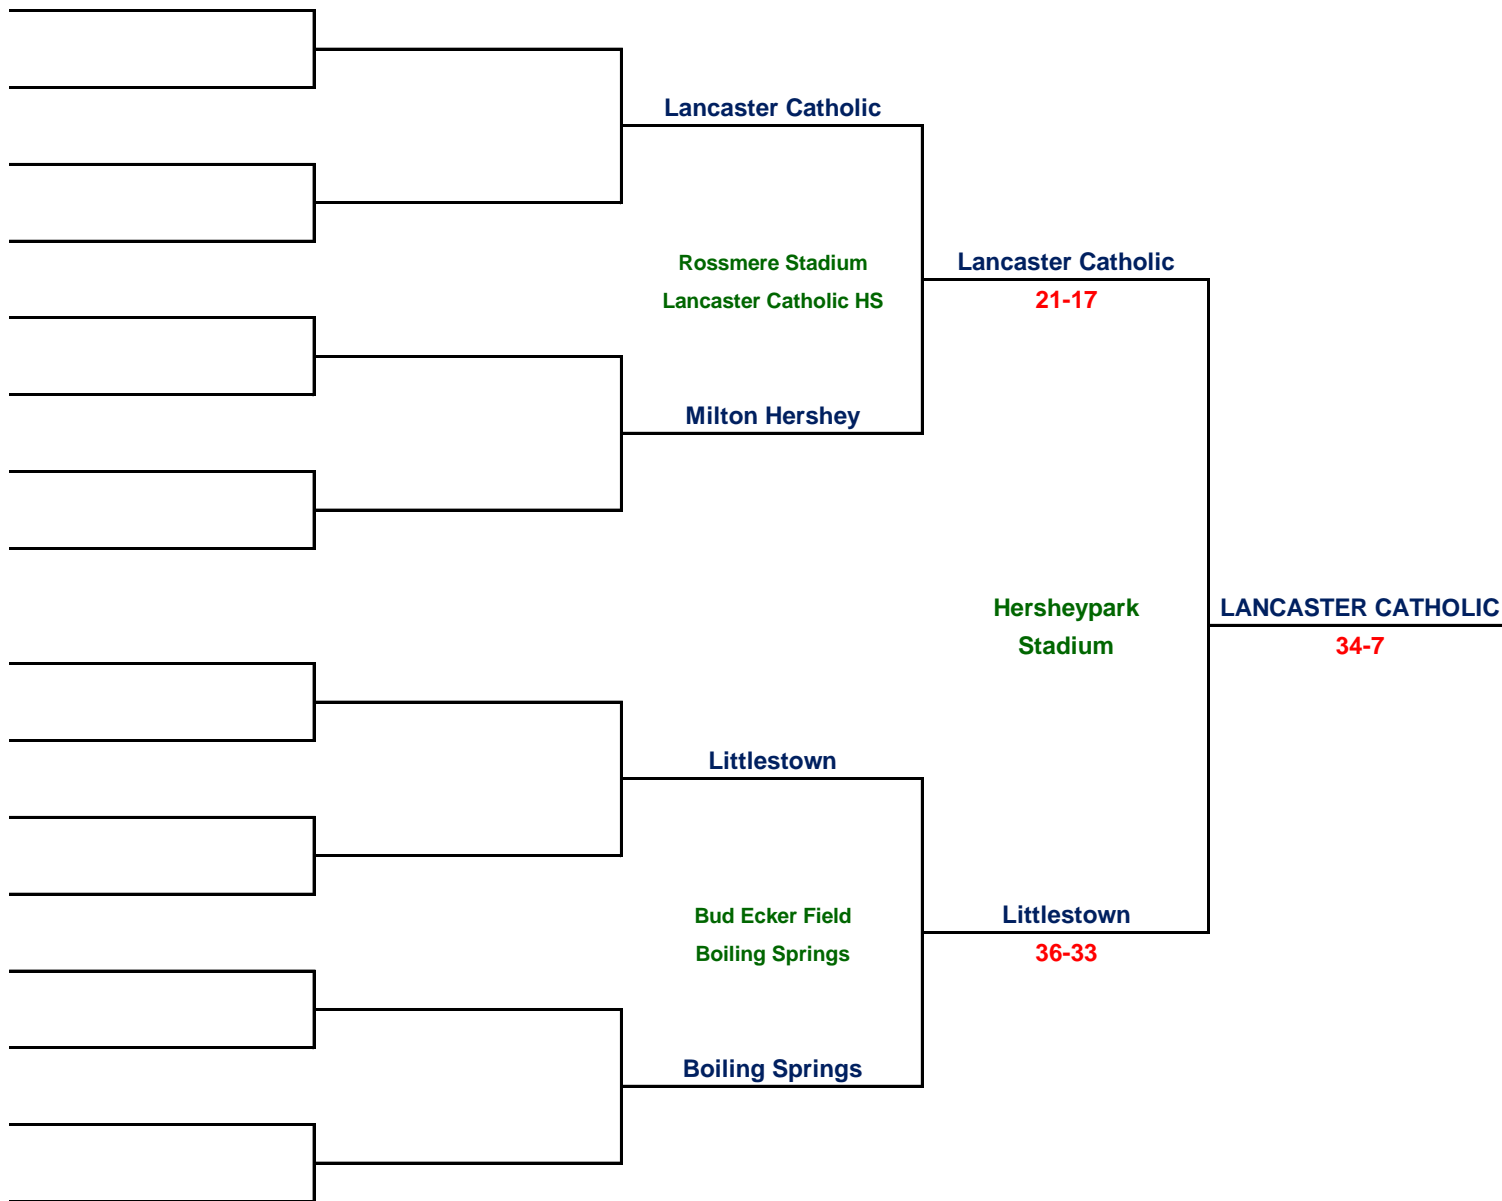 Lancaster Catholic
Rossmere Stadium
Lancaster Catholic HS
Lancaster Catholic
21-17
Milton Hershey
Hersheypark
Stadium
LANCASTER CATHOLIC
34-7
Littlestown
Bud Ecker Field
Boiling Springs
Littlestown
36-33
Boiling Springs